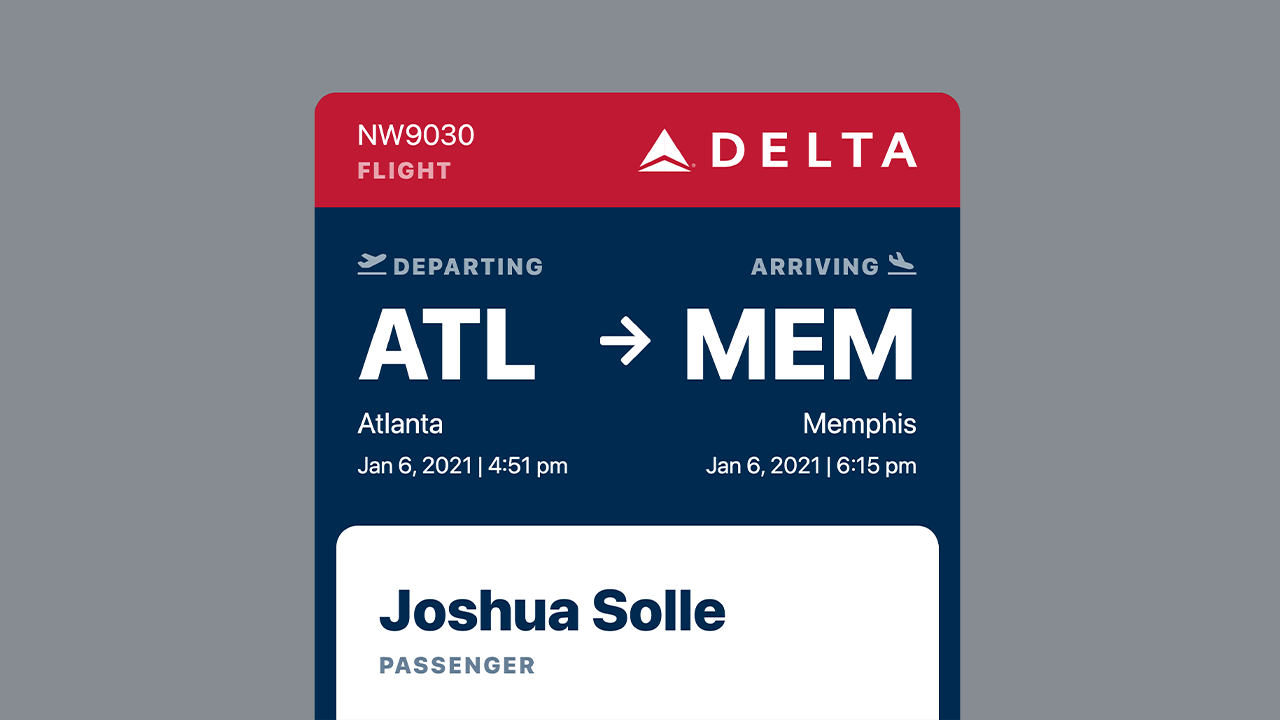 NW9030
FLIGHT
DELTA
DEPARTING
ARRIVING
ATL → MEM
Atlanta
Memphis
Jan 6, 2021 | 4:51 pm
Jan 6, 2021 | 6:15 pm
Joshua Solle
PASSENGER